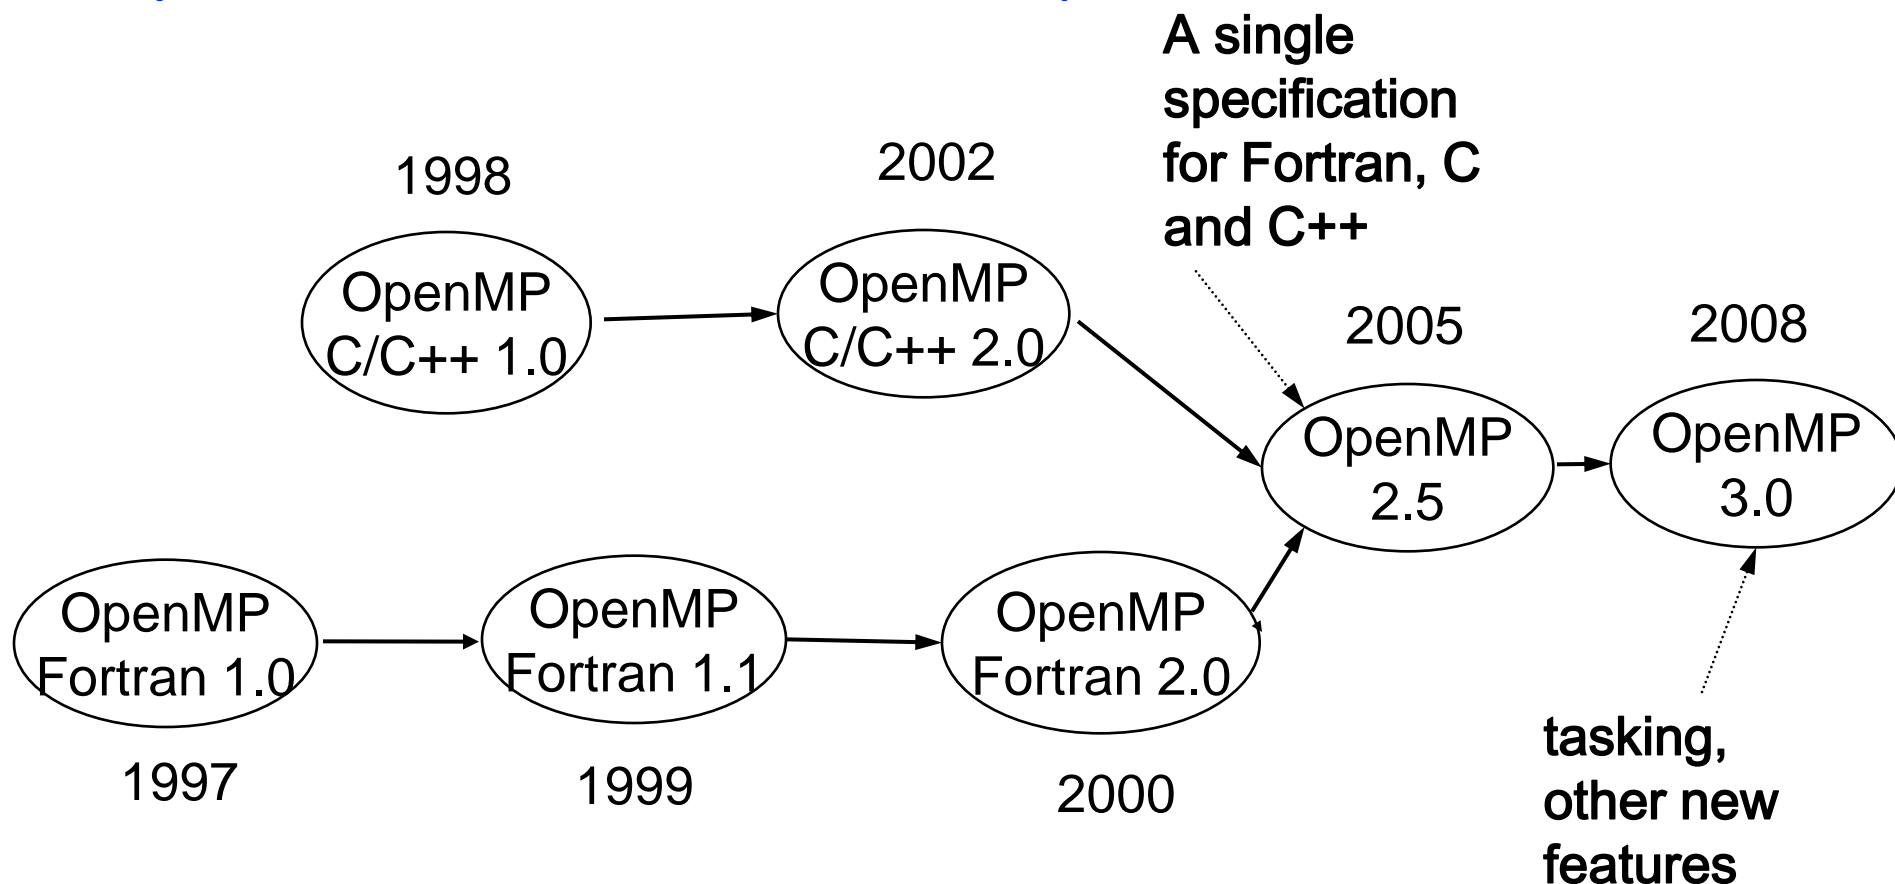 A single
specification
for Fortran, C
and C++
1998
2002
OpenMP
C/C++ 1.0
OpenMP
C/C++ 2.0
2005
2008
OpenMP
2.5
OpenMP
3.0
OpenMP
Fortran 1.0
OpenMP
Fortran 1.1
OpenMP
Fortran 2.0
1997
1999
2000
tasking,
other new
features